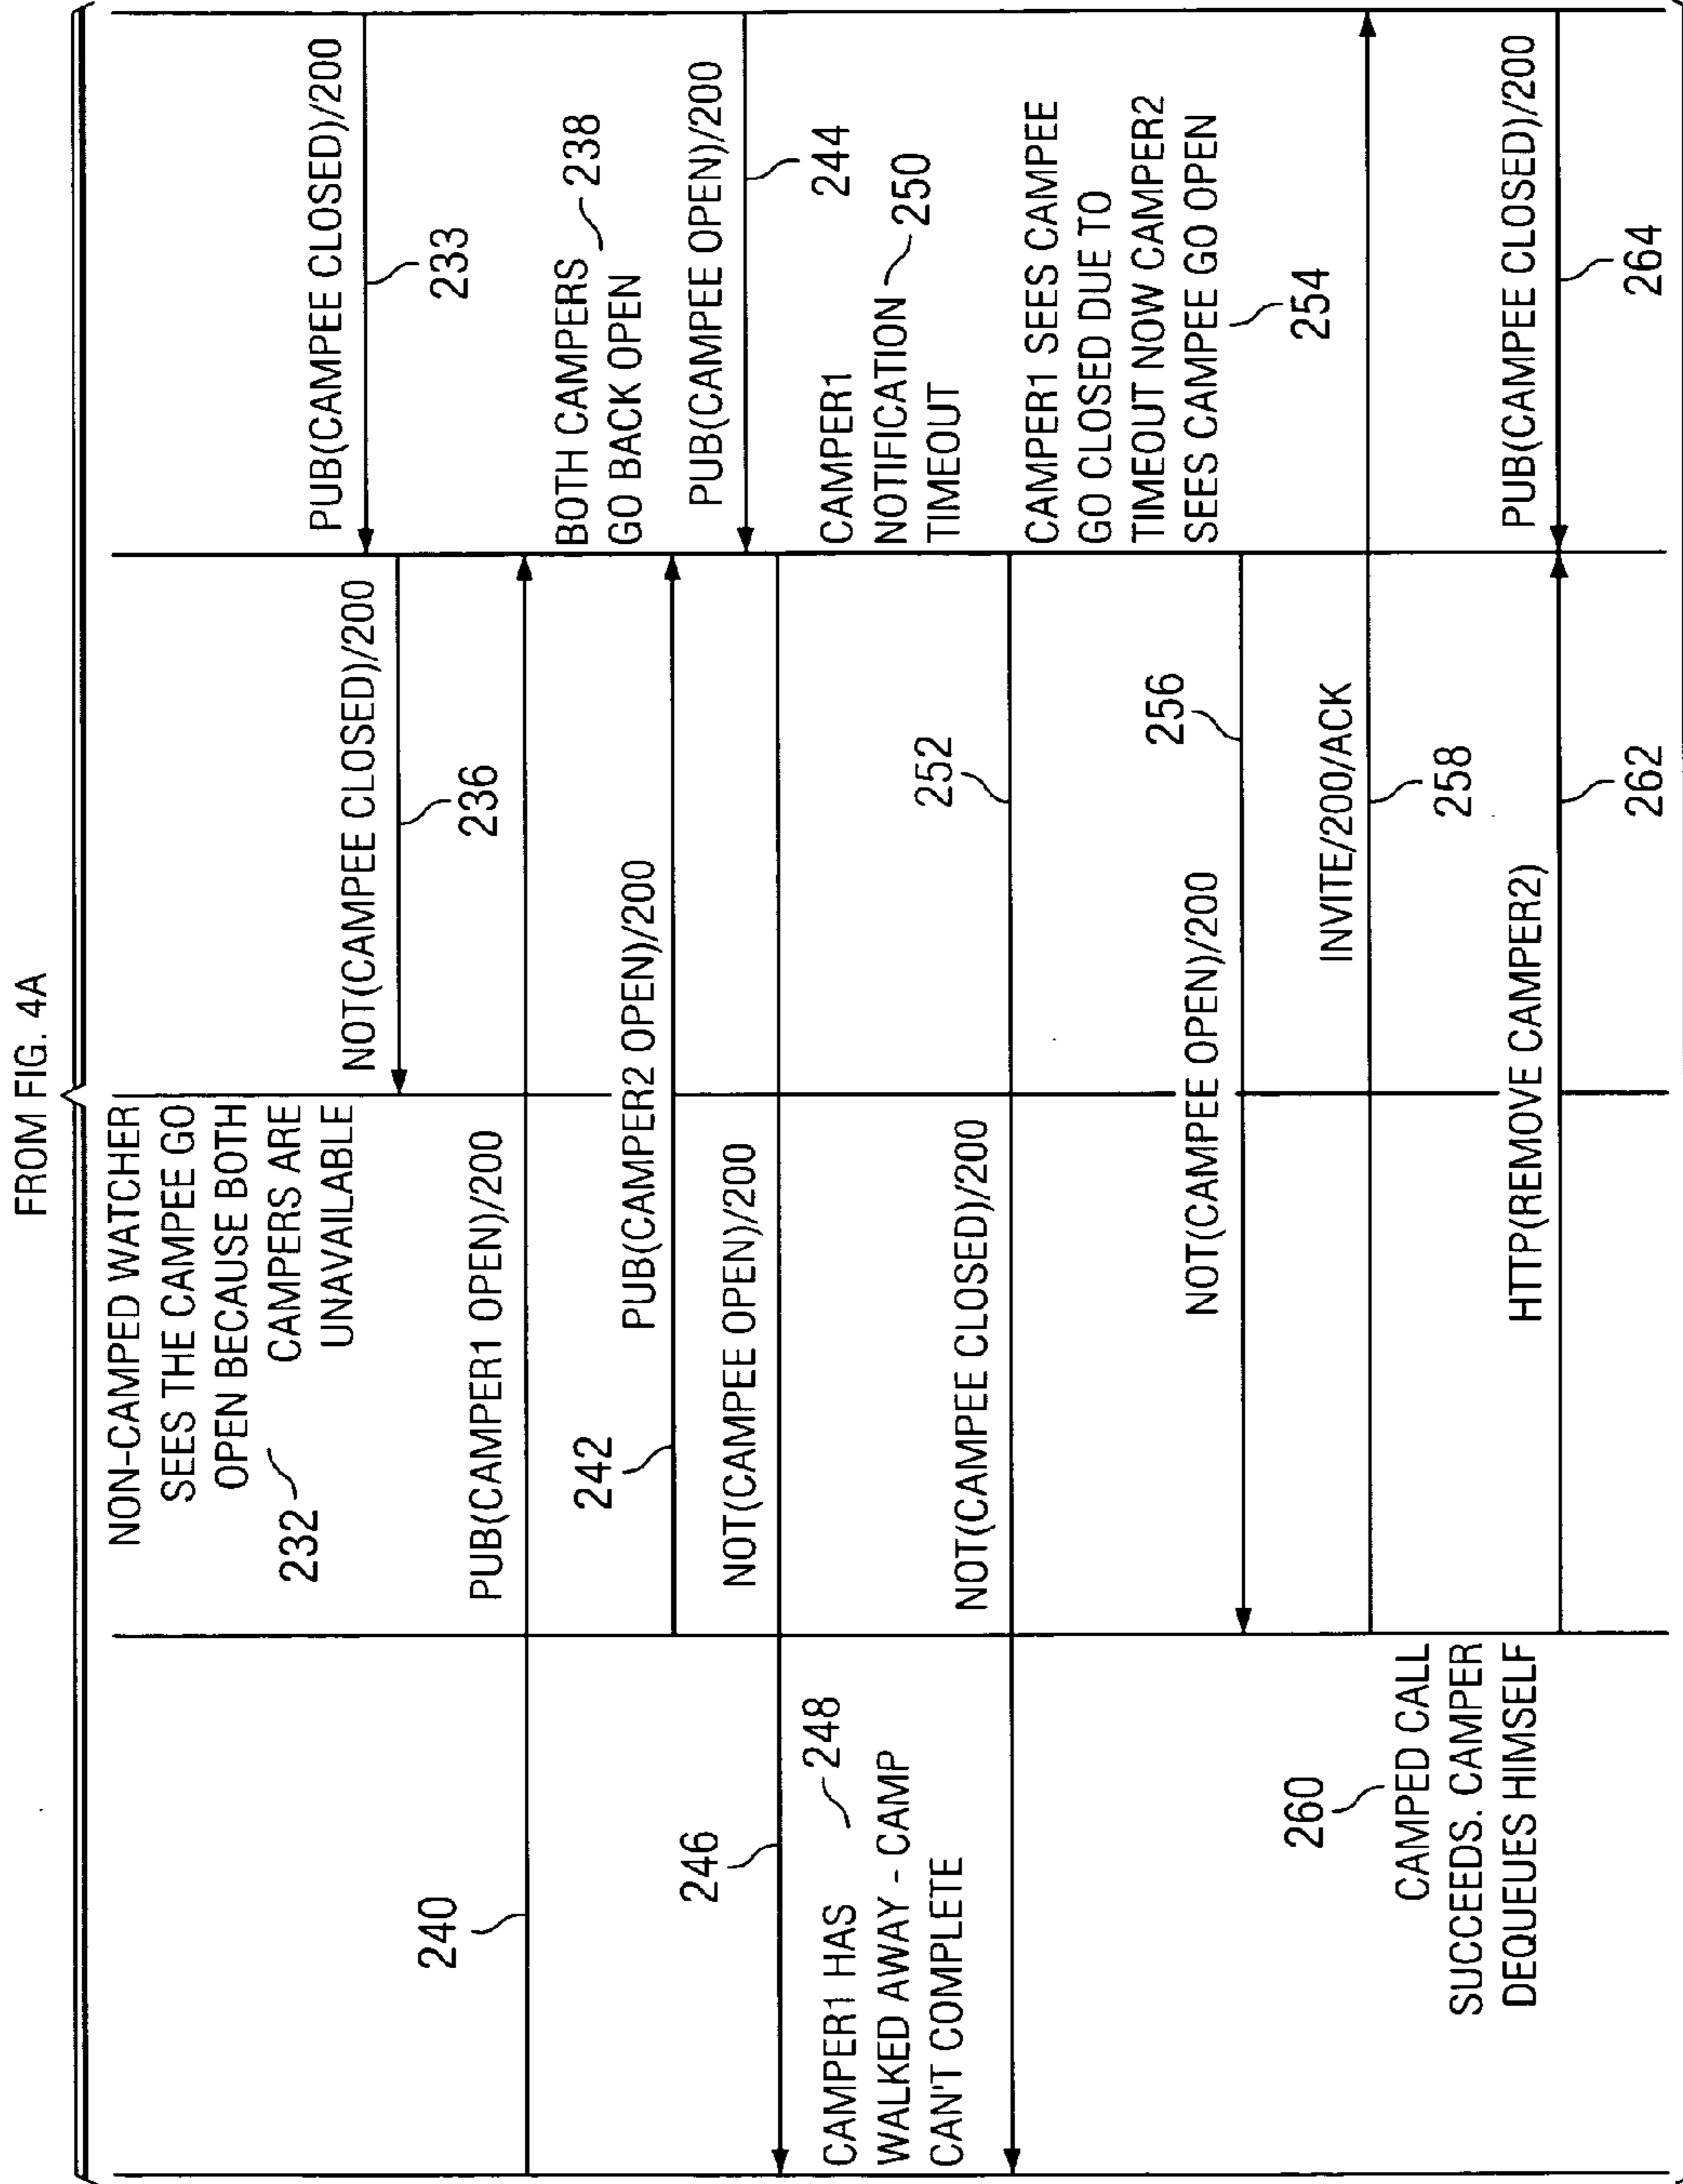 FROM FIG. 4A
NON-CAMPED WATCHER
SEES THE CAMPEE GO
OPEN BECAUSE BOTH
CAMPERS ARE
UNAVAILABLE
232
PUB(CAMPEE CLOSED)/200
233
NOT(CAMPEE CLOSED)/200
236
PUB(CAMPER1 OPEN)/200
240
BOTH CAMPERS
GO BACK OPEN
238
PUB(CAMPER2 OPEN)/200
242
PUB(CAMPEE OPEN)/200
244
NOT(CAMPEE OPEN)/200
246
CAMPER1 HAS
WALKED AWAY - CAMP
CAN'T COMPLETE
248
CAMPER1
NOTIFICATION
TIMEOUT
250
NOT(CAMPEE CLOSED)/200
252
CAMPER1 SEES CAMPEE
GO CLOSED DUE TO
TIMEOUT NOW CAMPER2
SEES CAMPEE GO OPEN
254
NOT(CAMPEE OPEN)/200
256
INVITE/200/ACK
258
260
CAMPED CALL
SUCCEEDS. CAMPER
DEQUEUES HIMSELF
HTTP(REMOVE CAMPER2)
262
PUB(CAMPEE CLOSED)/200
264